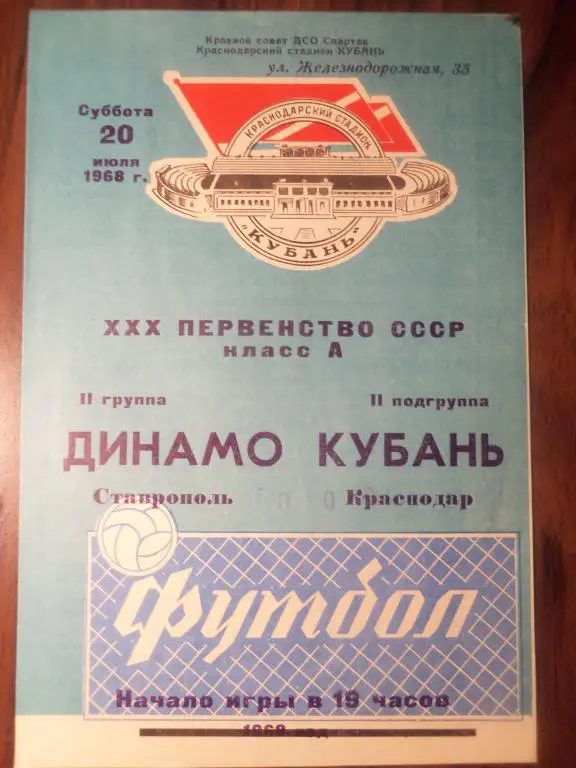 Краевой совет ДСО Спартак
Краснодарский стадион КУБАНЬ
ул. Железнодорожная, 35
Суббота
20
июля
1968 г.
КРАСНОДАРСКИЙ СТАДИОН
"КУБАНЬ"
XXX ПЕРВЕНСТВО СССР
класс А
II группа
II подгруппа
ДИНАМО КУБАНЬ
Ставрополь Краснодар
Футбол
Начало игры в 19 часов